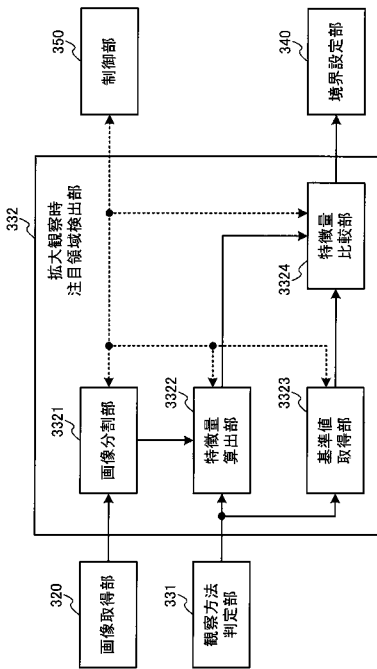 332
拡大観察時
注目領域検出部
320
画像取得部
3321
画像分割部
350
制御部
331
観察方法
判定部
3322
特徴量
算出部
3323
基準値
取得部
3324
特徴量
比較部
340
境界設定部